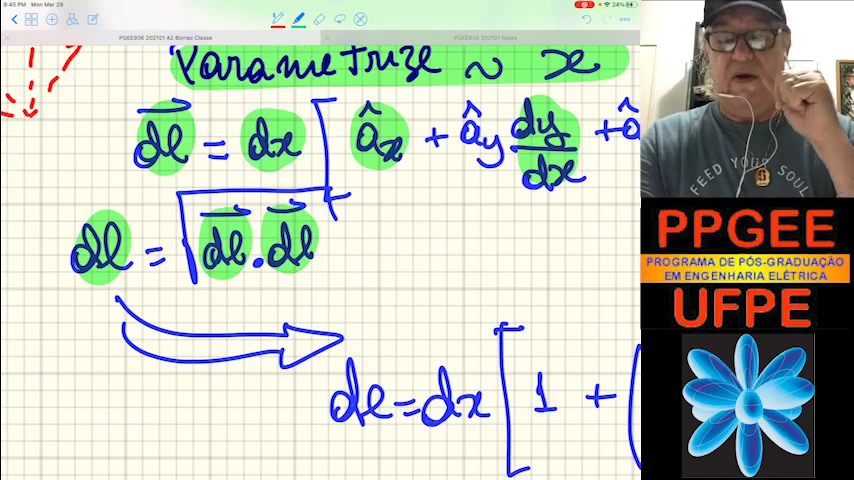 9:45 PM Mon Mar 29
24%
PGEE936 202101 A2 Borrao Classe
PGEE936 202101 Notes
Parametrize ~ x
dl = dx [ âx + ây dy/dx + â
dl = √ dl . dl
dl = dx [ 1 + (
FEED YOUR SOUL
PPGEE
PROGRAMA DE PÓS-GRADUAÇÃO
EM ENGENHARIA ELÉTRICA
UFPE